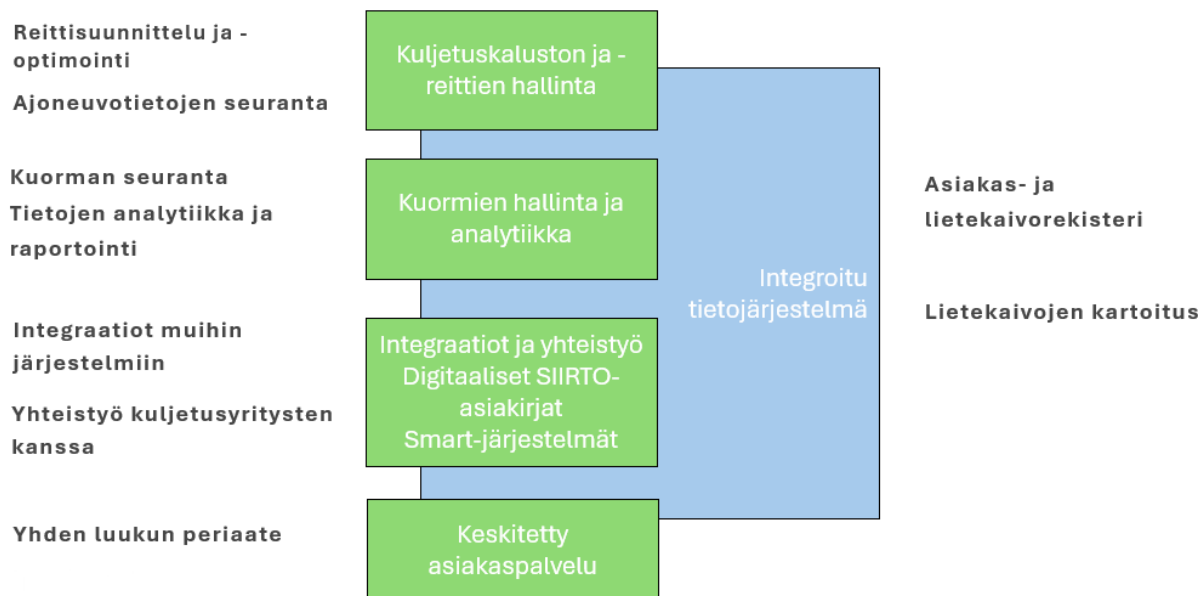 Reittisuunnittelu ja -
optimointi
Ajoneuvotietojen seuranta
Kuljetuskaluston ja -
reittien hallinta
Kuorman seuranta
Tietojen analytiikka ja
raportointi
Kuormien hallinta ja
analytiikka
Integraatiot muihin
järjestelmiin
Yhteistyö kuljetusyritysten
kanssa
Integraatiot ja yhteistyö
Digitaaliset SIIRTO-
asiakirjat
Smart-järjestelmät
Yhden luukun periaate
Keskitetty
asiakaspalvelu
Integroitu
tietojärjestelmä
Asiakas- ja
lietekaivorekisteri
Lietekaivojen kartoitus